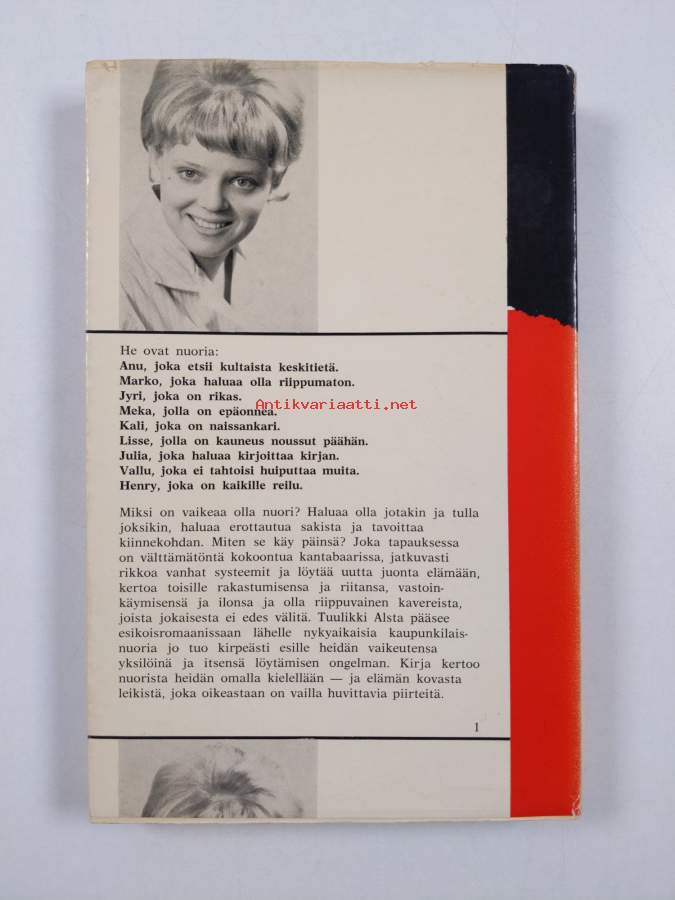 He ovat nuoria:
Anu, joka etsii kultaista keskitietä.
Marko, joka haluaa olla riippumaton.
Jyri, joka on rikas.
Antikvariaatti.net
Meka, jolla on epäonnea.
Kali, joka on naissankari.
Lisse, jolla on kauneus noussut päähän.
Julia, joka haluaa kirjoittaa kirjan.
Vallu, joka ei tahtoisi huiputtaa muita.
Henry, joka on kaikille reilu.
Miksi on vaikeaa olla nuori? Haluaa olla jotakin ja tulla
joksikin, haluaa erottautua sakista ja tavoittaa
kiinnekohdan. Miten se käy päinsä? Joka tapauksessa
on välttämätöntä kokoontua kantabaarissa, jatkuvasti
rikkoa vanhat systeemit ja löytää uutta juonta elämään,
kertoa toisille rakastumisensa ja riitansa, vastoin-
käymisensä ja ilonsa ja olla riippuvainen kavereista,
joista jokaisesta ei edes välitä. Tuulikki Alsta pääsee
esikoisromaanissaan lähelle nykyaikaisia kaupunkilais-
nuoria jo tuo kirpeästi esille heidän vaikeutensa
yksilöinä ja itsensä löytämisen ongelman. Kirja kertoo
nuorista heidän omalla kielellään — ja elämän kovasta
leikistä, joka oikeastaan on vailla huvittavia piirteitä.
1